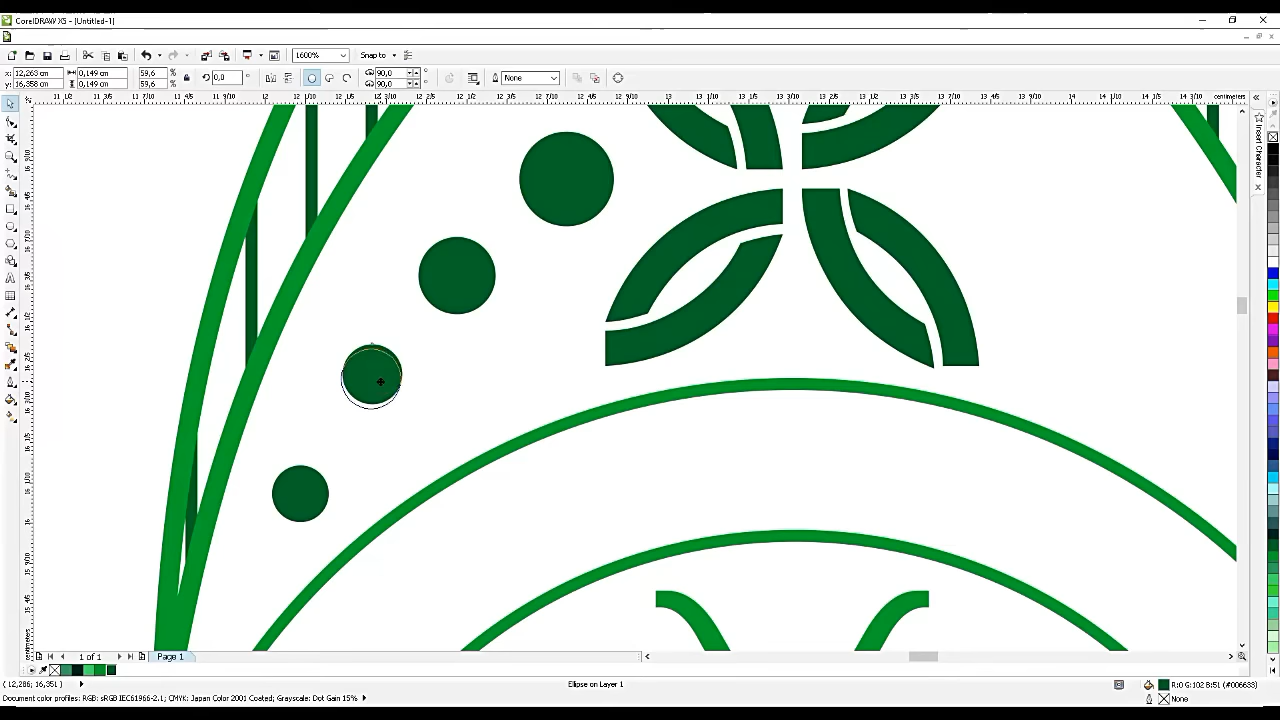 CorelDRAW X5 - [Untitled-1]
1600%
Snap to
x: 12,263 cm
y: 16,358 cm
0,149 cm
0,149 cm
59,6 %
59,6 %
0,0
90,0
90,0
None
centimeters
Insert Character
1 of 1
Page 1
( 12,286; 16,351 )
Ellipse on Layer 1
R:0 G:102 B:51 (#006633)
Document color profiles: RGB: sRGB IEC61966-2.1; CMYK: Japan Color 2001 Coated; Grayscale: Dot Gain 15%
None